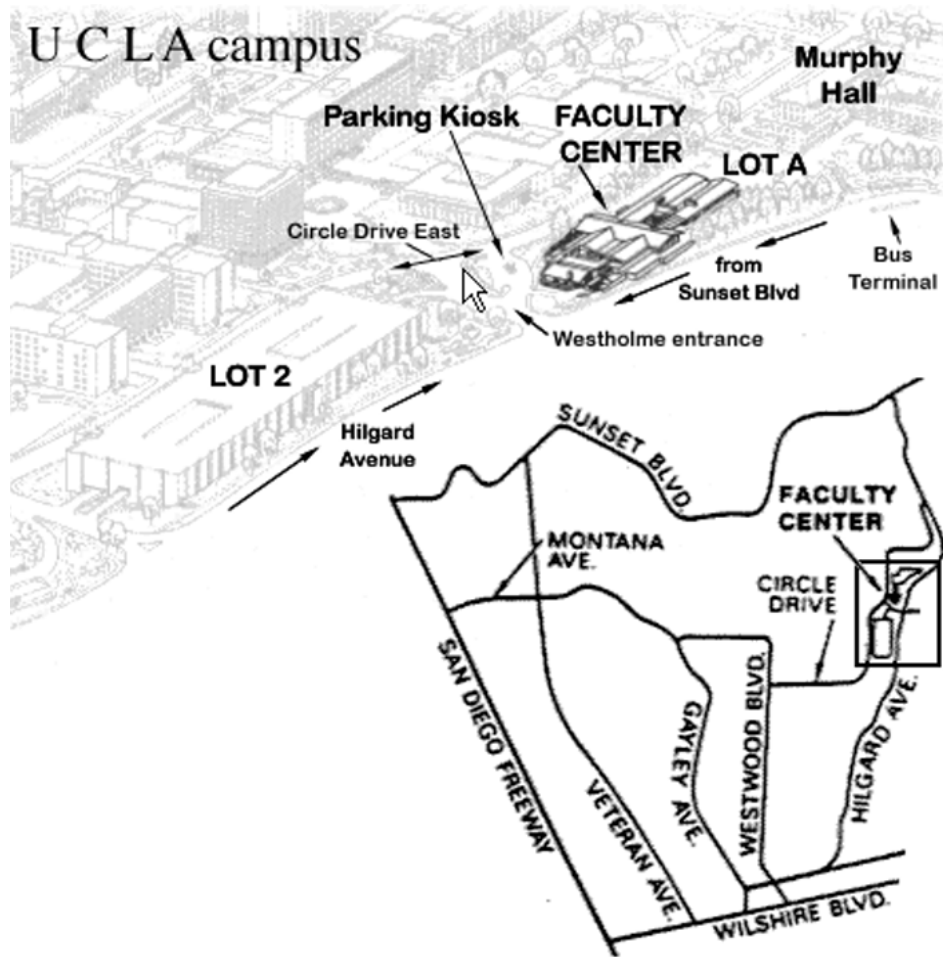 U C L A campus
Murphy
Hall
Parking Kiosk
FACULTY
CENTER
LOT A
Circle Drive East
from
Sunset Blvd
Bus
Terminal
Westholme entrance
LOT 2
Hilgard
Avenue
SUNSET BLVD.
FACULTY
CENTER
MONTANA
AVE.
CIRCLE
DRIVE
SAN DIEGO FREEWAY
VETERAN AVE.
GAYLEY AVE.
WESTWOOD BLVD.
HILGARD AVE.
WILSHIRE BLVD.